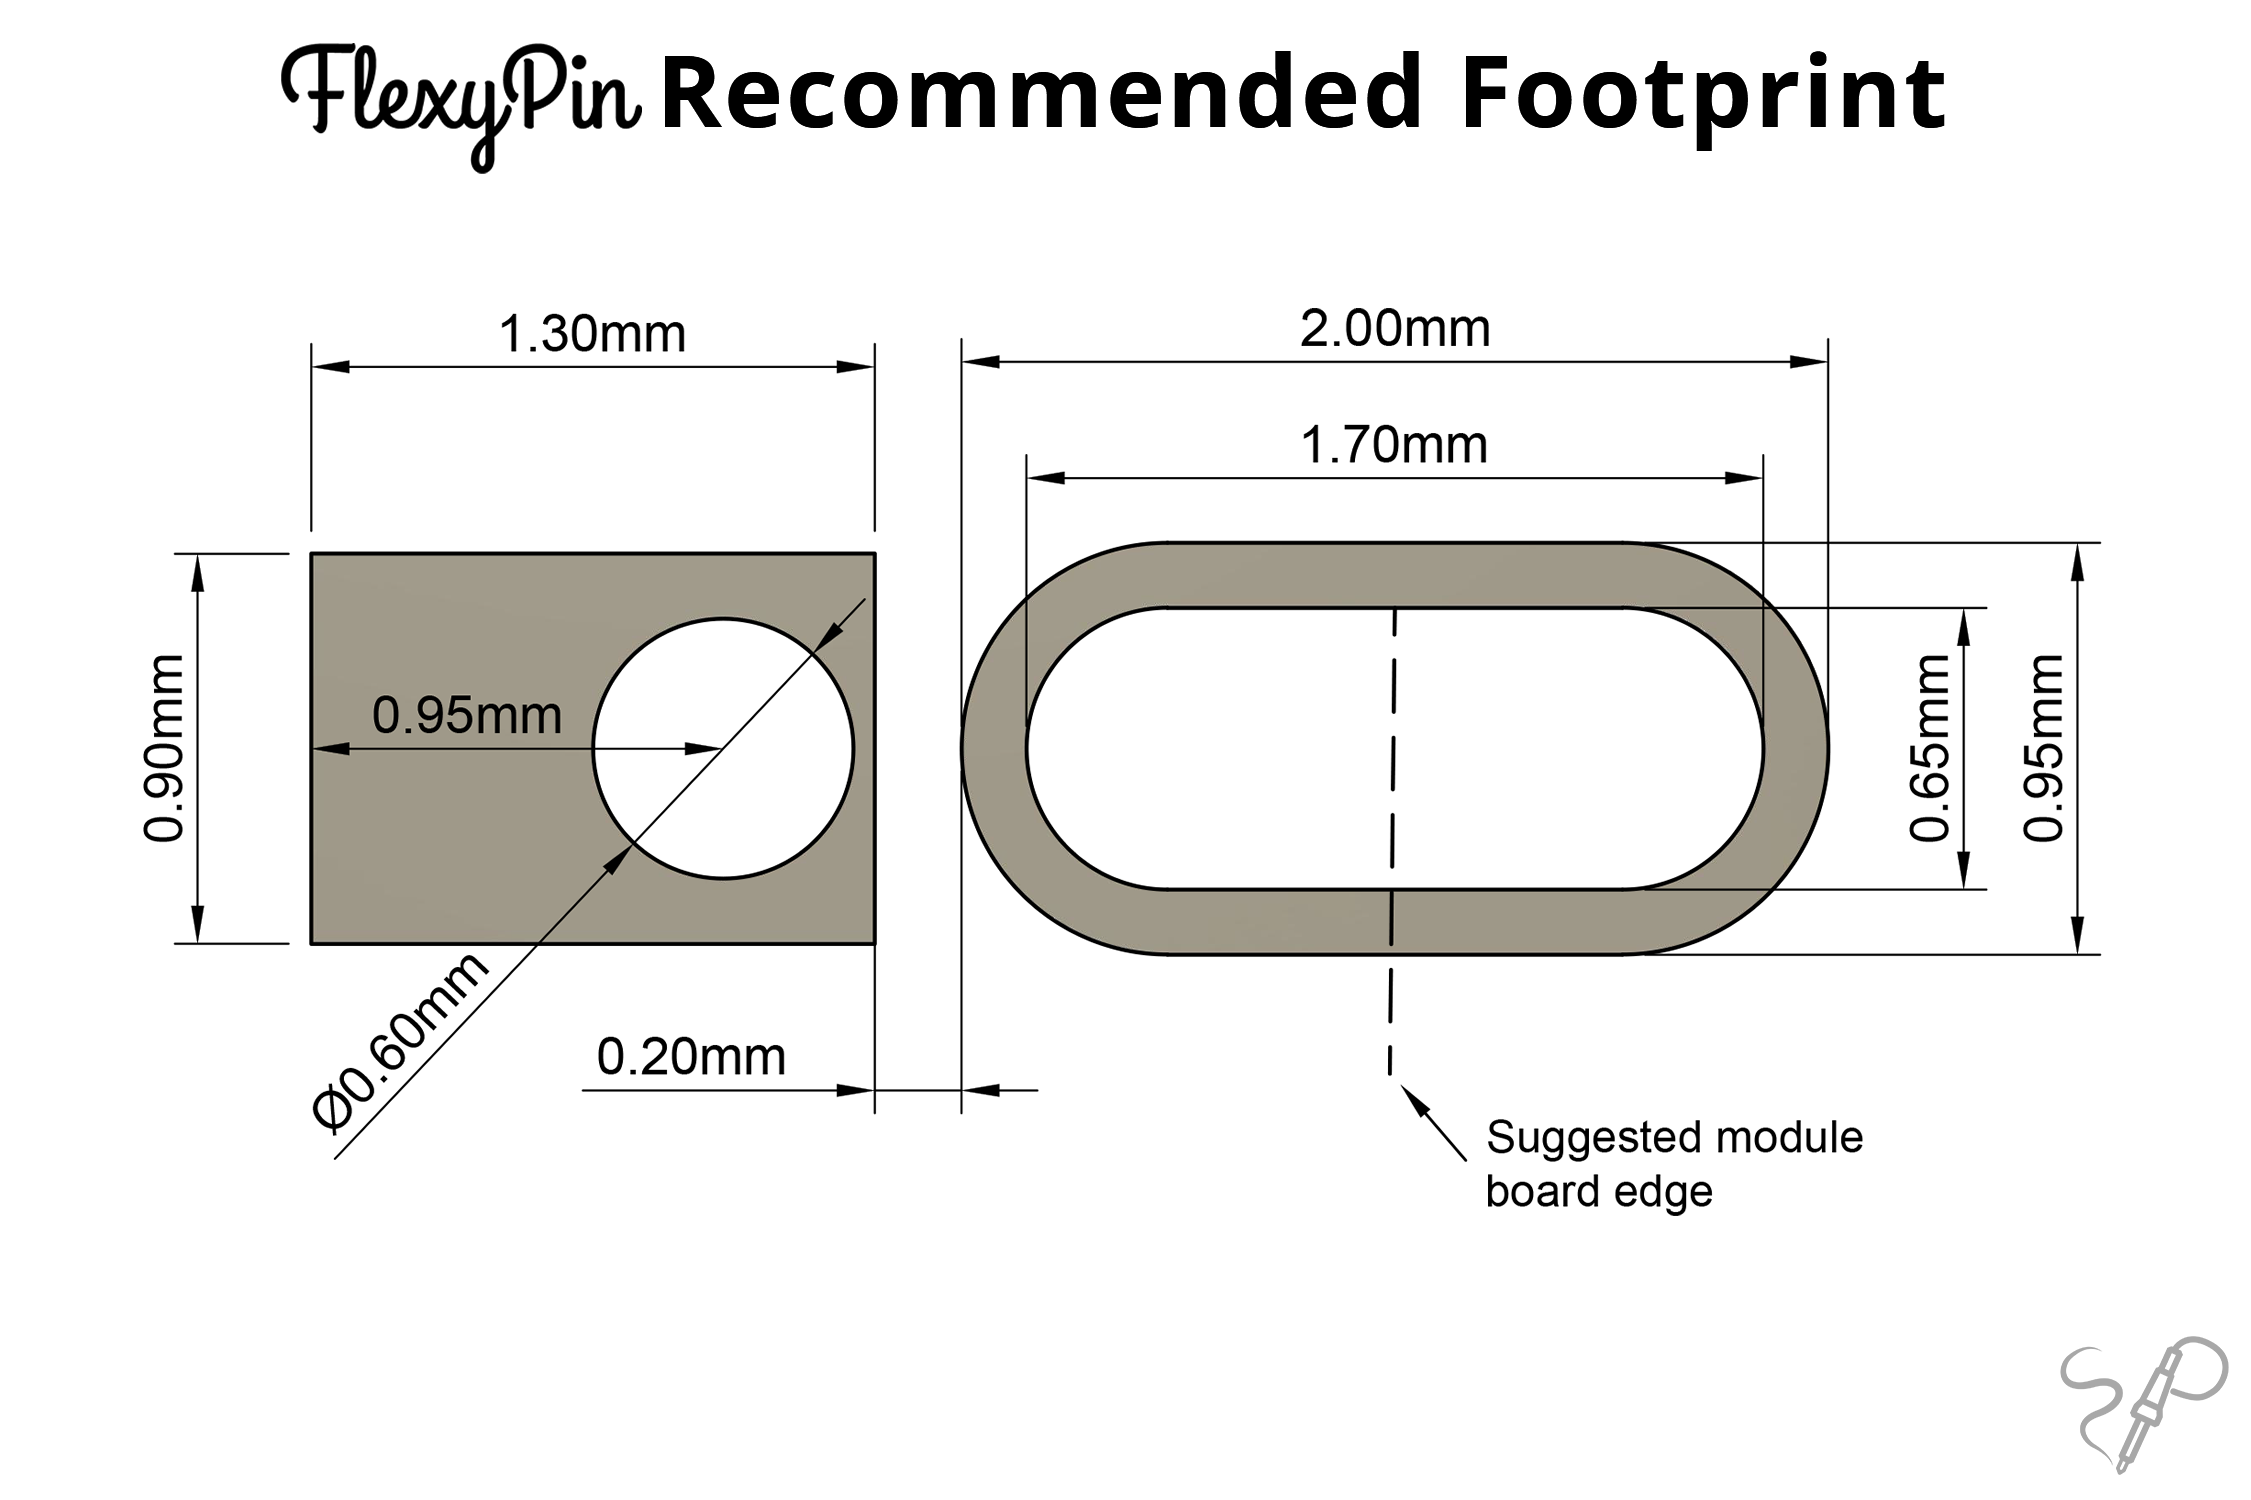 FlexyPin Recommended Footprint
1.30mm
2.00mm
1.70mm
0.90mm
0.95mm
0.65mm
0.95mm
Ø0.60mm
0.20mm
Suggested module
board edge